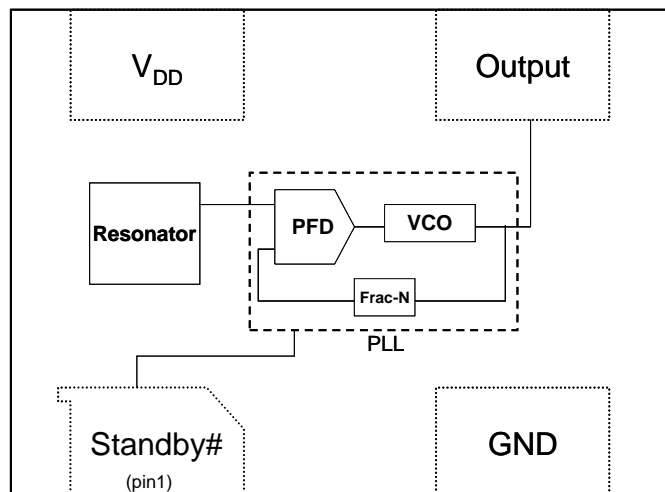 VDD
Output
Resonator
PFD
VCO
Frac-N
PLL
Standby#
(pin1)
GND